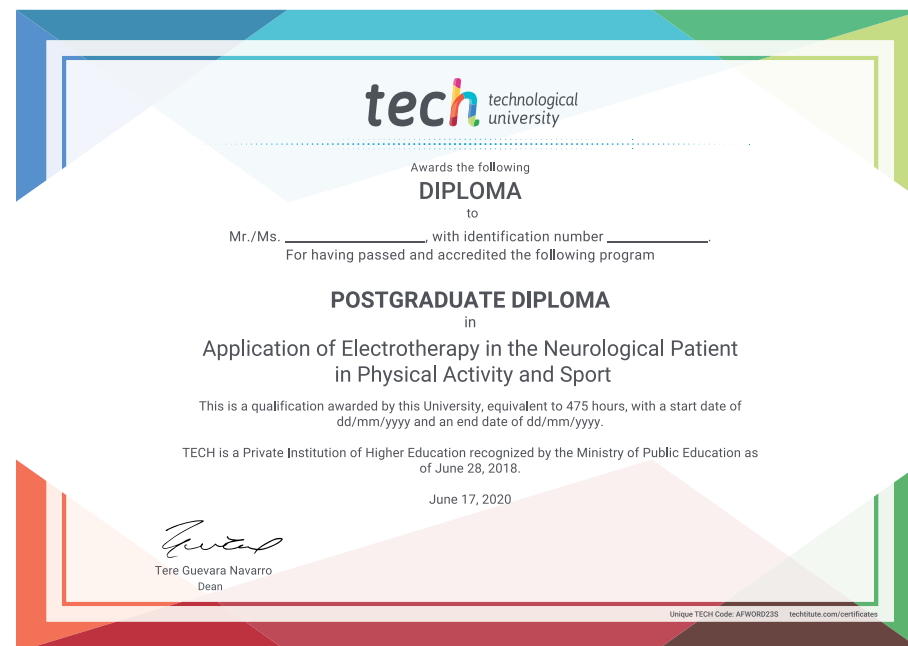 tech technological
university
Awards the following
DIPLOMA
to
Mr./Ms. ____________________, with identification number ______________.
For having passed and accredited the following program
POSTGRADUATE DIPLOMA
in
Application of Electrotherapy in the Neurological Patient
in Physical Activity and Sport
This is a qualification awarded by this University, equivalent to 475 hours, with a start date of
dd/mm/yyyy and an end date of dd/mm/yyyy.
TECH is a Private Institution of Higher Education recognized by the Ministry of Public Education as
of June 28, 2018.
June 17, 2020
Tere Guevara Navarro
Dean
Unique TECH Code: AFWORD23S techtitute.com/certificates